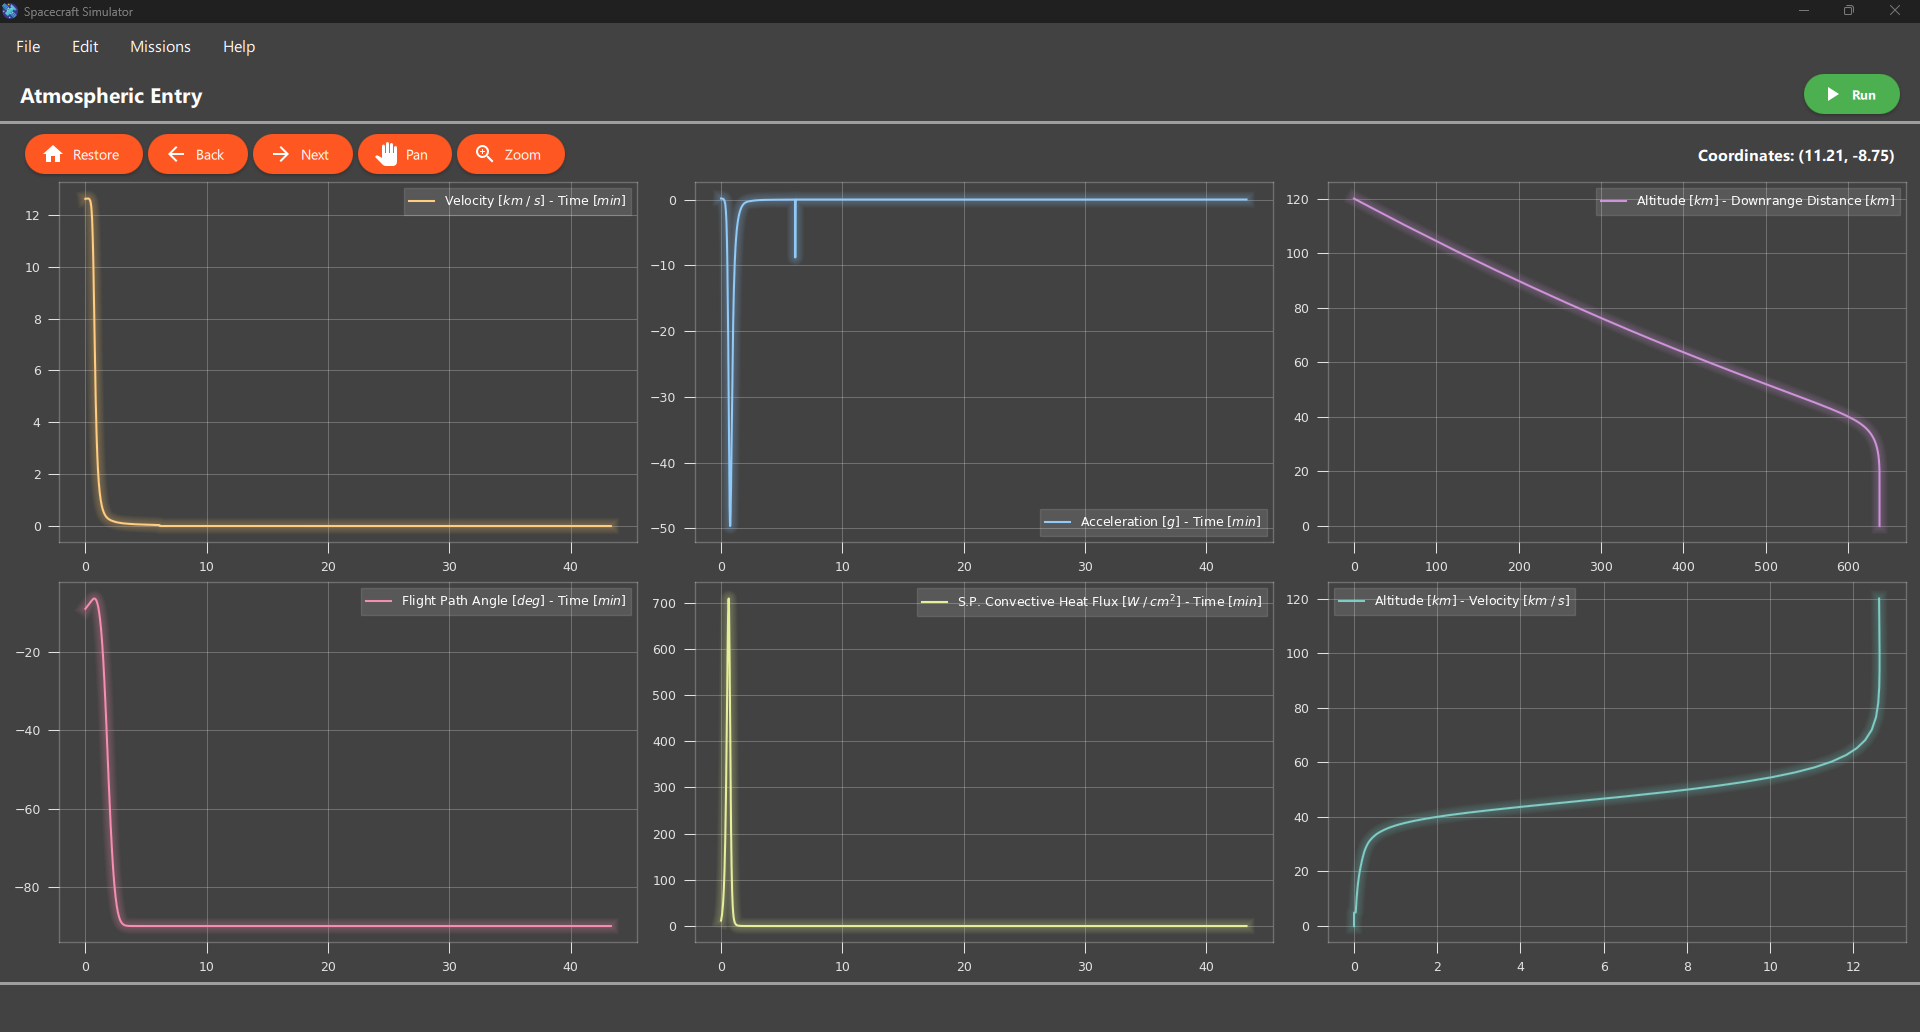 Spacecraft Simulator
File Edit Missions Help
Atmospheric Entry
Run
Restore Back Next Pan Zoom
Coordinates: (11.21, -8.75)
Velocity [km / s] - Time [min]
12
10
8
6
4
2
0
0 10 20 30 40
Acceleration [g] - Time [min]
0
−10
−20
−30
−40
−50
0 10 20 30 40
Altitude [km] - Downrange Distance [km]
120
100
80
60
40
20
0
0 100 200 300 400 500 600
Flight Path Angle [deg] - Time [min]
−20
−40
−60
−80
0 10 20 30 40
S.P. Convective Heat Flux [W / cm²] - Time [min]
700
600
500
400
300
200
100
0
0 10 20 30 40
Altitude [km] - Velocity [km / s]
120
100
80
60
40
20
0
0 2 4 6 8 10 12